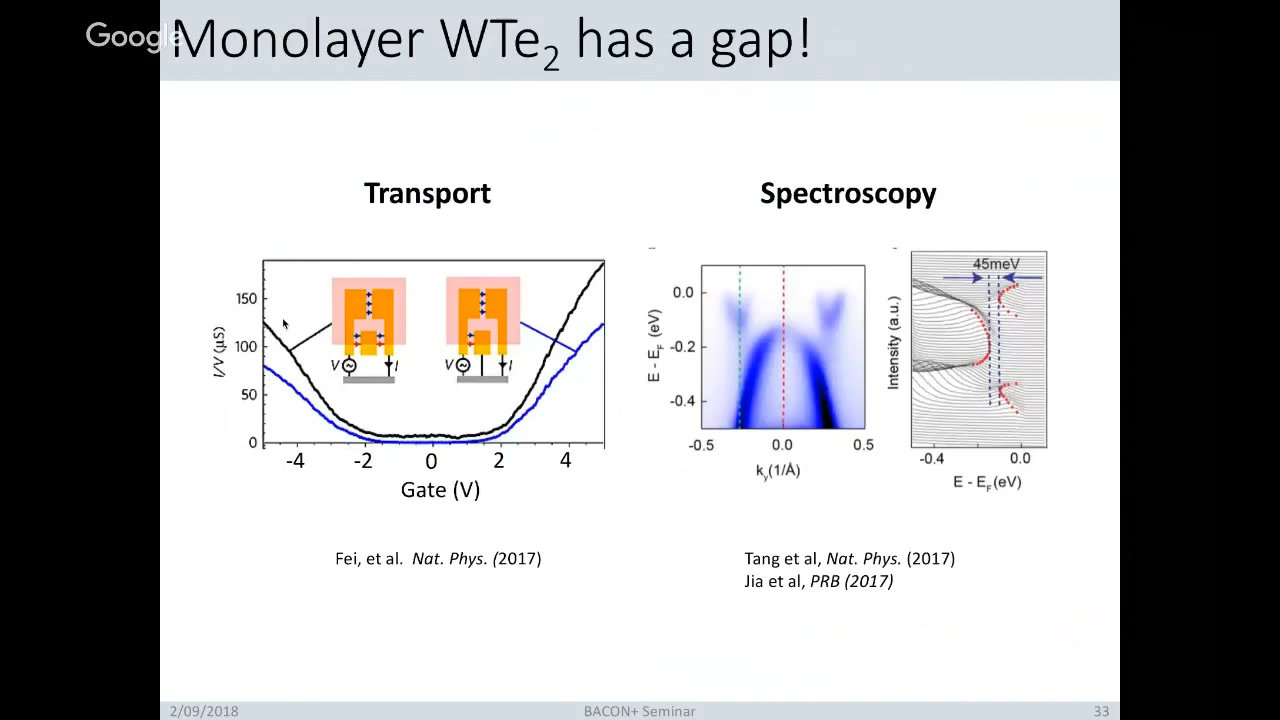 Google
Monolayer WTe₂ has a gap!
Transport
Spectroscopy
I/V (µS)
150
100
50
0
-4 -2 0 2 4
Gate (V)
V I
V I
E - E_F (eV)
0.0
-0.2
-0.4
-0.5 0.0 0.5
k_y(1/Å)
Intensity (a.u.)
45meV
-0.4 0.0
E - E_F(eV)
Fei, et al. Nat. Phys. (2017)
Tang et al, Nat. Phys. (2017)
Jia et al, PRB (2017)
2/09/2018
BACON+ Seminar
33